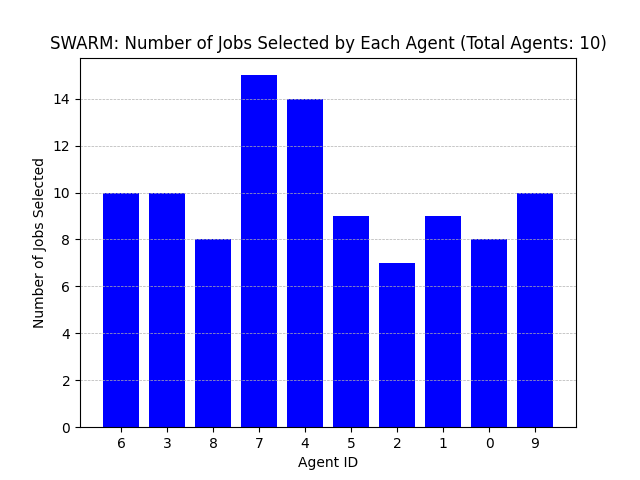 SWARM: Number of Jobs Selected by Each Agent (Total Agents: 10)
Number of Jobs Selected
14
12
10
8
6
4
2
0
6 3 8 7 4 5 2 1 0 9
Agent ID